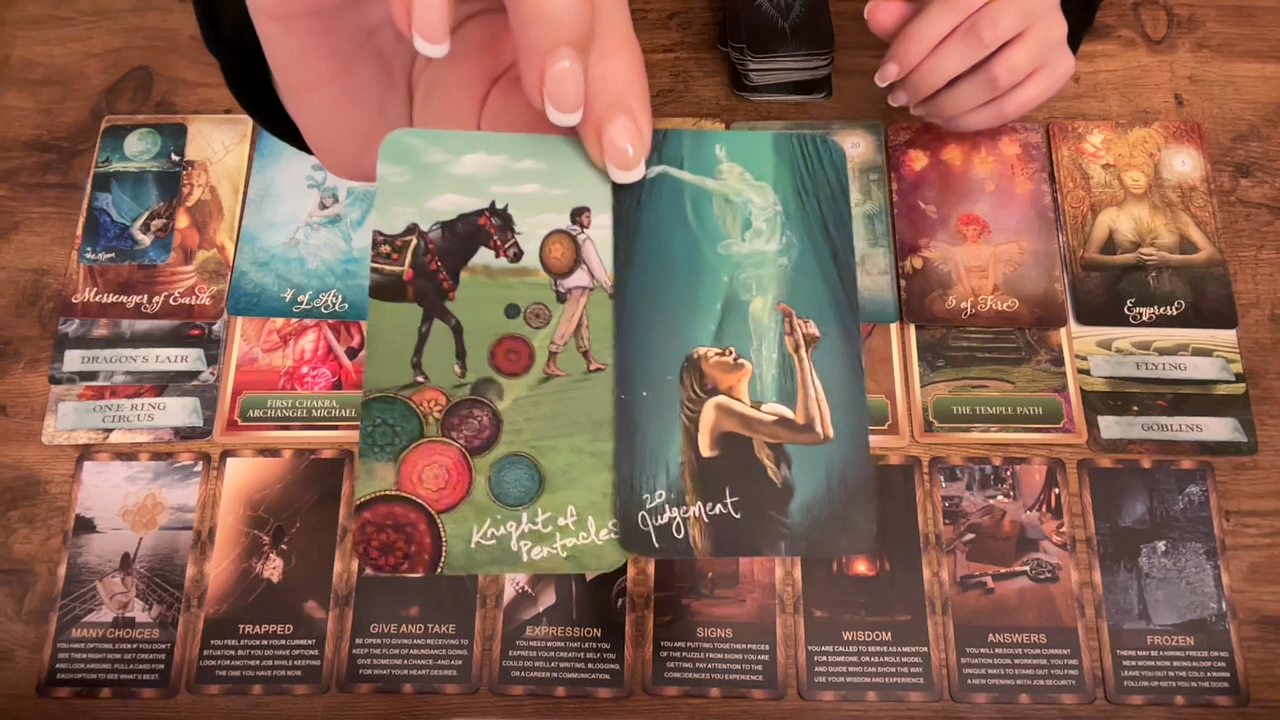 the Moon
Messenger of Earth
4 of Air
20
5 of Fire
3
Empress
DRAGON'S LAIR
ONE-RING
CIRCUS
FIRST CHAKRA,
ARCHANGEL MICHAEL
Knight of
Pentacles
20
Judgement
THE TEMPLE PATH
FLYING
GOBLINS
MANY CHOICES
YOU HAVE OPTIONS, EVEN IF YOU DON'T
SEE THEM RIGHT NOW. GET CREATIVE
AND LOOK AROUND. PULL A CARD FOR
EACH OPTION TO SEE WHAT'S BEST.
TRAPPED
YOU FEEL STUCK IN YOUR CURRENT
SITUATION, BUT YOU DO HAVE OPTIONS.
LOOK FOR ANOTHER JOB WHILE KEEPING
THE ONE YOU HAVE FOR NOW.
GIVE AND TAKE
BE OPEN TO GIVING AND RECEIVING TO
KEEP THE FLOW OF ABUNDANCE GOING.
GIVE SOMEONE A CHANCE—AND ASK
FOR WHAT YOUR HEART DESIRES.
EXPRESSION
YOU NEED WORK THAT LETS YOU
EXPRESS YOUR CREATIVE SELF. YOU
COULD DO WELL AT WRITING, BLOGGING,
OR A CAREER IN COMMUNICATION.
SIGNS
YOU ARE PUTTING TOGETHER PIECES
OF THE PUZZLE FROM SIGNS YOU ARE
GETTING. PAY ATTENTION TO THE
COINCIDENCES YOU EXPERIENCE.
WISDOM
YOU ARE CALLED TO SERVE AS A MENTOR
FOR SOMEONE, OR AS A ROLE MODEL
AND GUIDE WHO CAN SHOW THE WAY
USE YOUR WISDOM AND EXPERIENCE.
ANSWERS
YOU WILL RESOLVE YOUR CURRENT
SITUATION SOON. WORKWISE, YOU FIND
UNIQUE WAYS TO STAND OUT. YOU FIND
A NEW OPENING WITH JOB SECURITY.
FROZEN
THERE MAY BE A HIRING FREEZE OR NO
NEW WORK NOW. BEING ALOOF CAN
LEAVE YOU OUT IN THE COLD. A WARM
FOLLOW-UP GETS YOU IN THE DOOR.